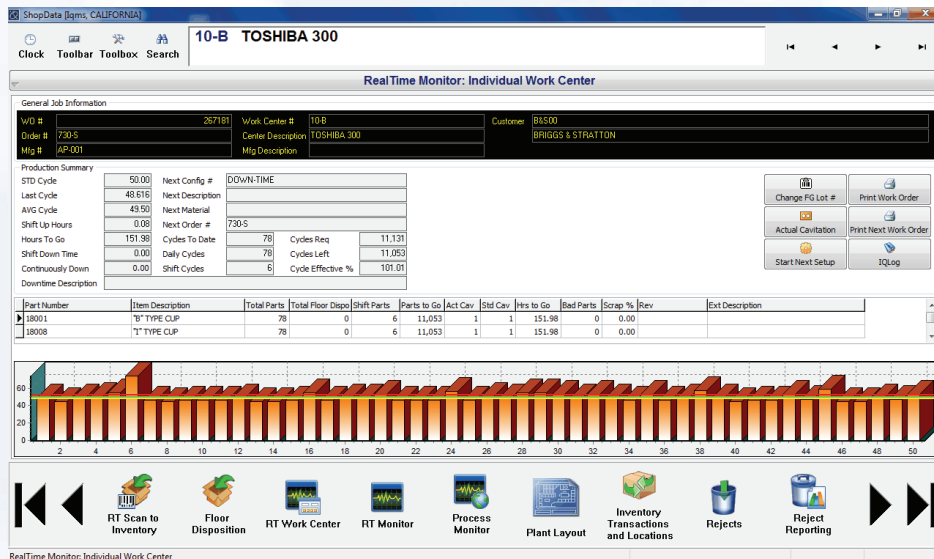 ShopData [Iqms, CALIFORNIA]
Clock Toolbar Toolbox Search
10-B TOSHIBA 300
RealTime Monitor: Individual Work Center
General Job Information
WO # 267181 Work Center # 10-B Customer B&S00
Order # 730-S Center Description TOSHIBA 300 BRIGGS & STRATTON
Mfg # AP-001 Mfg Description
Production Summary
STD Cycle 50.00 Next Config # DOWN-TIME
Last Cycle 48.616 Next Description
AVG Cycle 49.50 Next Material
Shift Up Hours 0.08 Next Order # 730-S
Hours To Go 151.98 Cycles To Date 78 Cycles Req 11,131
Shift Down Time 0.00 Daily Cycles 78 Cycles Left 11,053
Continuously Down 0.00 Shift Cycles 6 Cycle Effective % 101.01
Downtime Description
Change FG Lot # Print Work Order
Actual Cavitation Print Next Work Order
Start Next Setup IQLog
Part Number Item Description Total Parts Total Floor Dispo Shift Parts Parts to Go Act Cav Std Cav Hrs to Go Bad Parts Scrap % Rev Ext Description
18001 "B" TYPE CUP 78 0 6 11,053 1 1 151.98 0 0.00
18008 "1" TYPE CUP 78 0 6 11,053 1 1 151.98 0 0.00
60
40
20
0
2 4 6 8 10 12 14 16 18 20 22 24 26 28 30 32 34 36 38 40 42 44 46 48 50
RT Scan to Inventory
Floor Disposition
RT Work Center
RT Monitor
Process Monitor
Plant Layout
Inventory Transactions and Locations
Rejects
Reject Reporting
RealTime Monitor: Individual Work Center